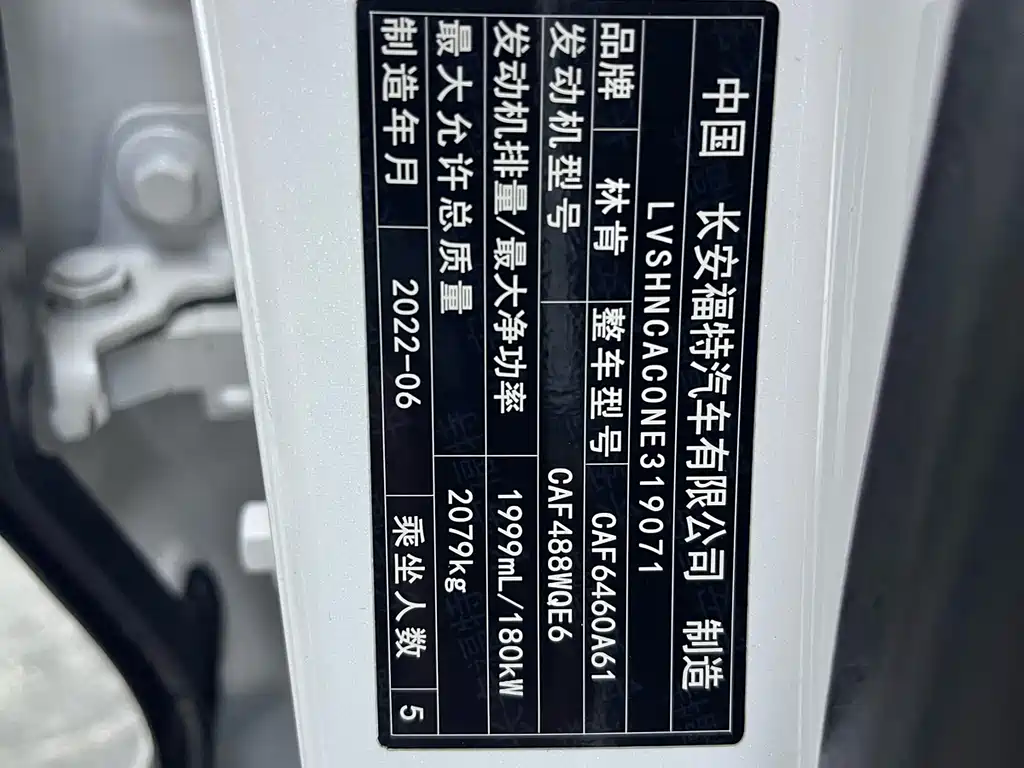 中国 长安福特汽车有限公司 制造
LVSHNCAC0NE319071
品牌 林肯 整车型号 CAF6460A61
发动机型号 CAF488WQE6
发动机排量/最大净功率 1999mL/180kW
最大允许总质量 2079kg
制造年月 2022-06 乘坐人数 5